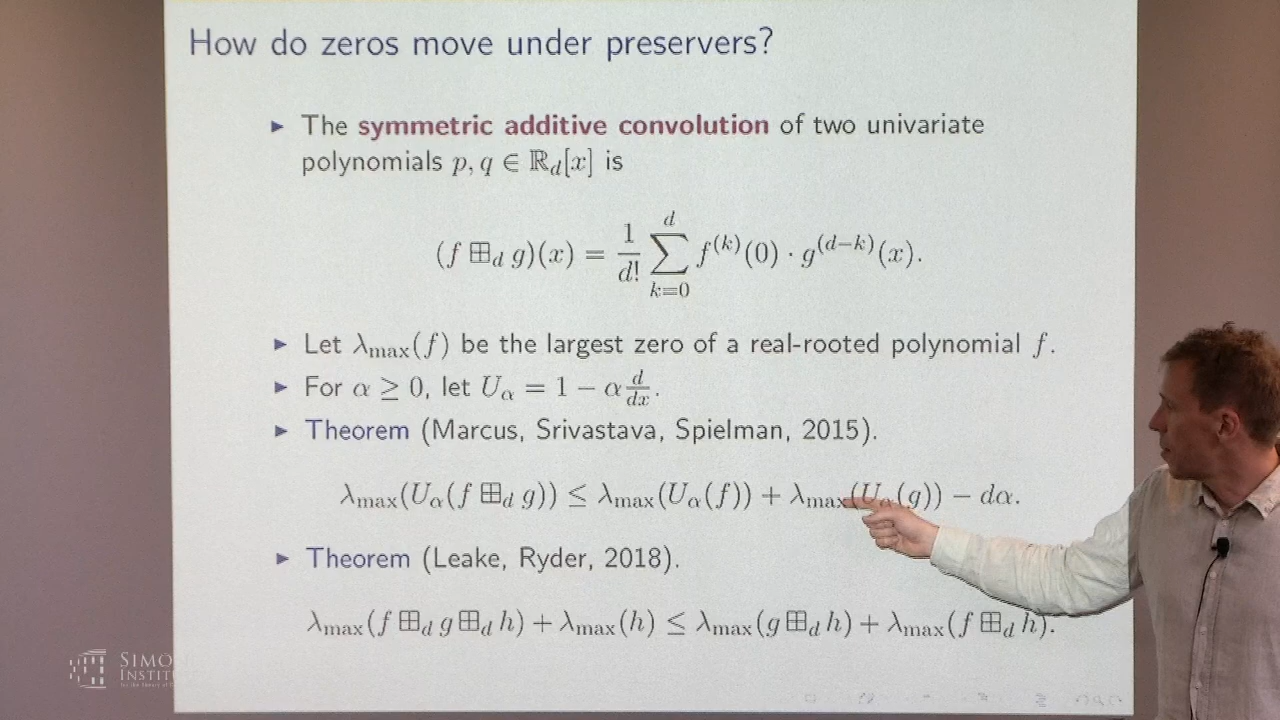 How do zeros move under preservers?
▶ The symmetric additive convolution of two univariate
polynomials p, q ∈ ℝ_d[x] is
(f ⊞_d g)(x) = \frac{1}{d!} \sum_{k=0}^{d} f^{(k)}(0) · g^{(d−k)}(x).
▶ Let λ_max(f) be the largest zero of a real-rooted polynomial f.
▶ For α ≥ 0, let U_α = 1 − α \frac{d}{dx}.
▶ Theorem (Marcus, Srivastava, Spielman, 2015).
λ_max(U_α(f ⊞_d g)) ≤ λ_max(U_α(f)) + λ_max(U_α(g)) − dα.
▶ Theorem (Leake, Ryder, 2018).
λ_max(f ⊞_d g ⊞_d h) + λ_max(h) ≤ λ_max(g ⊞_d h) + λ_max(f ⊞_d h).